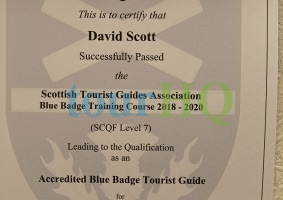 This is to certify that
David Scott
Successfully Passed
the
Scottish Tourist Guides Association
Blue Badge Training Course 2018 - 2020
tourHQ
(SCQF Level 7)
Leading to the Qualification
as an
Accredited Blue Badge Tourist Guide
for